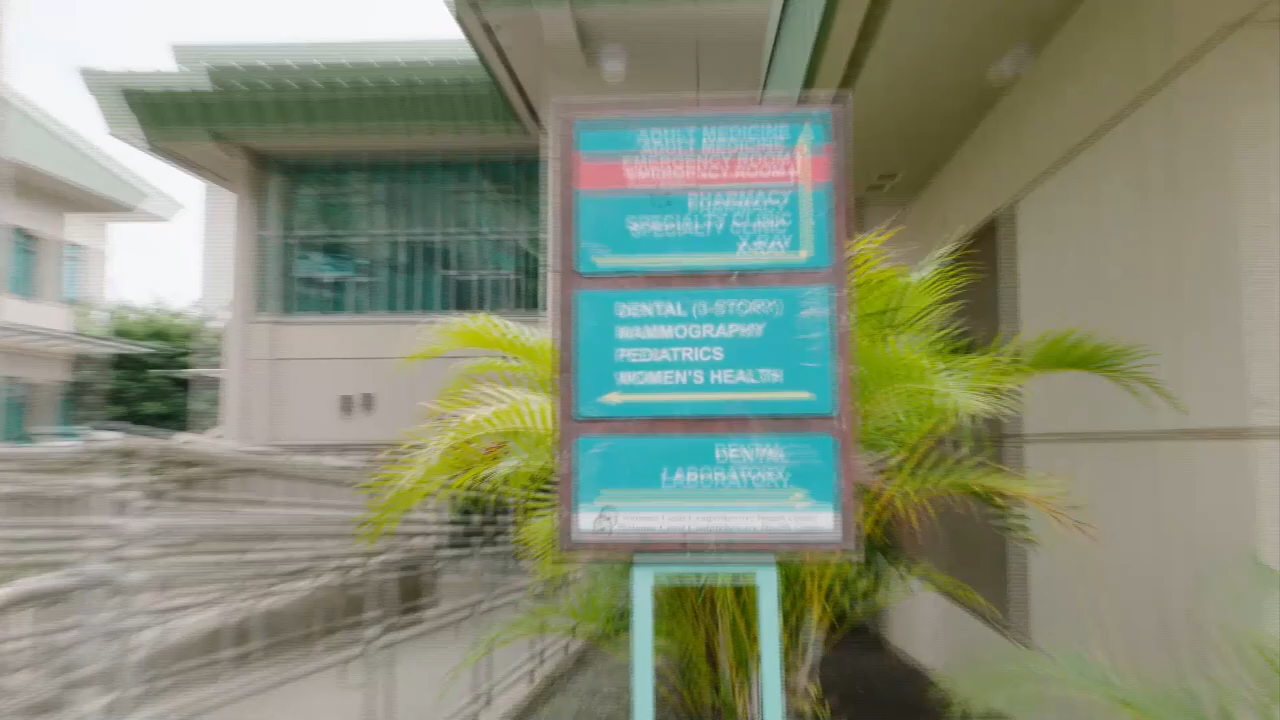 ADULT MEDICINE
EMERGENCY ROOM
PHARMACY
SPECIALTY CLINIC
X-RAY
DENTAL (3-STORY)
MAMMOGRAPHY
PEDIATRICS
WOMEN'S HEALTH
DENTAL
LABORATORY